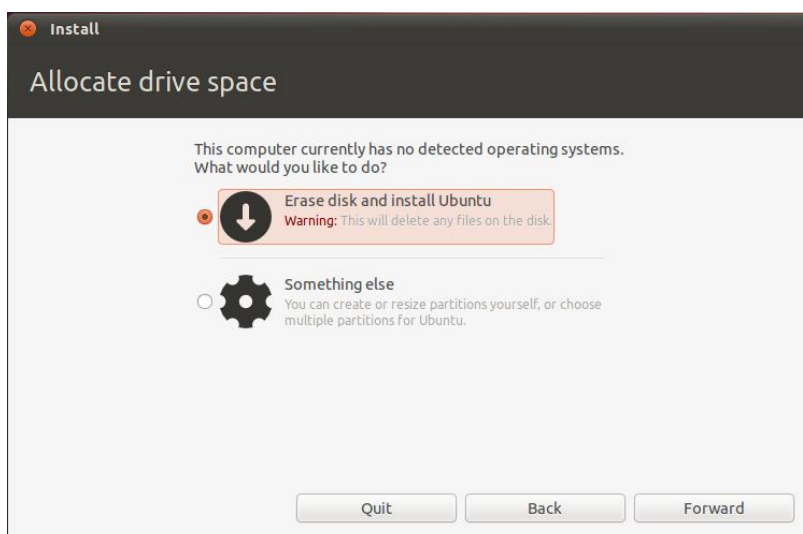 Install
Allocate drive space
This computer currently has no detected operating systems.
What would you like to do?
Erase disk and install Ubuntu
Warning: This will delete any files on the disk.
Something else
You can create or resize partitions yourself, or choose
multiple partitions for Ubuntu.
Quit Back Forward